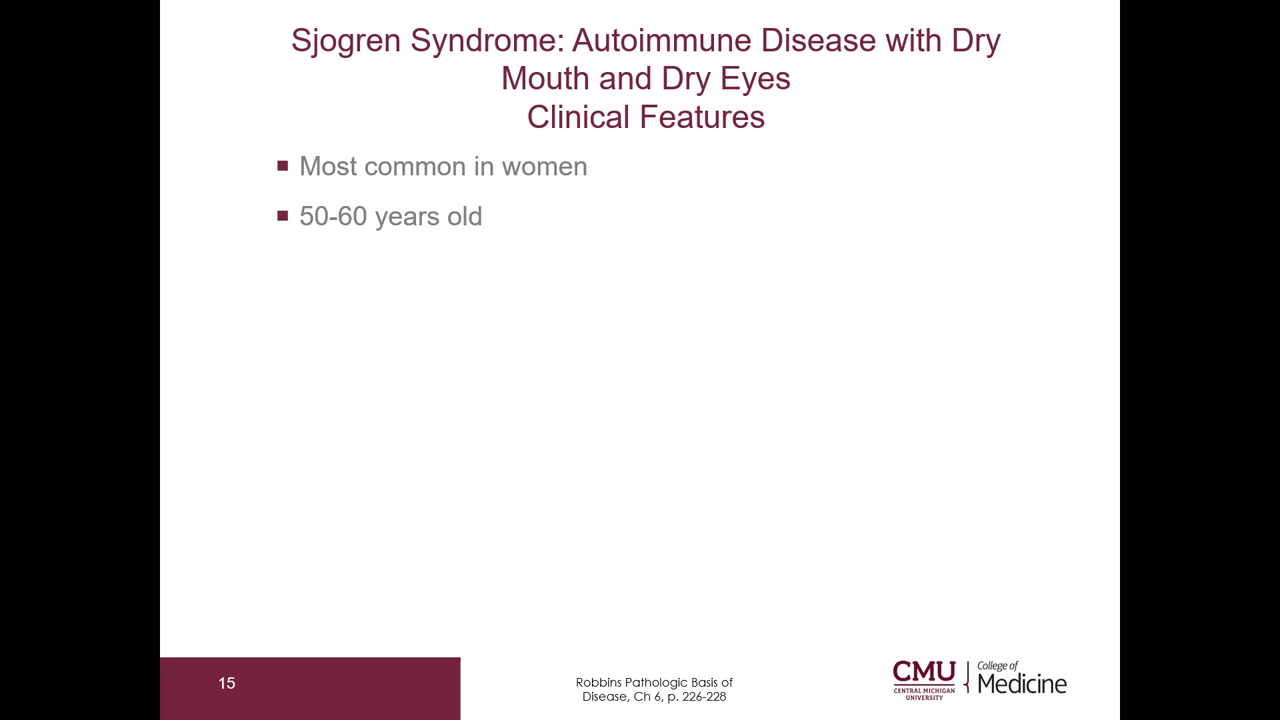 Sjogren Syndrome: Autoimmune Disease with Dry
Mouth and Dry Eyes
Clinical Features
Most common in women
50-60 years old
15
Robbins Pathologic Basis of
Disease, Ch 6, p. 226-228
CMU
CENTRAL MICHIGAN
UNIVERSITY
College of
Medicine